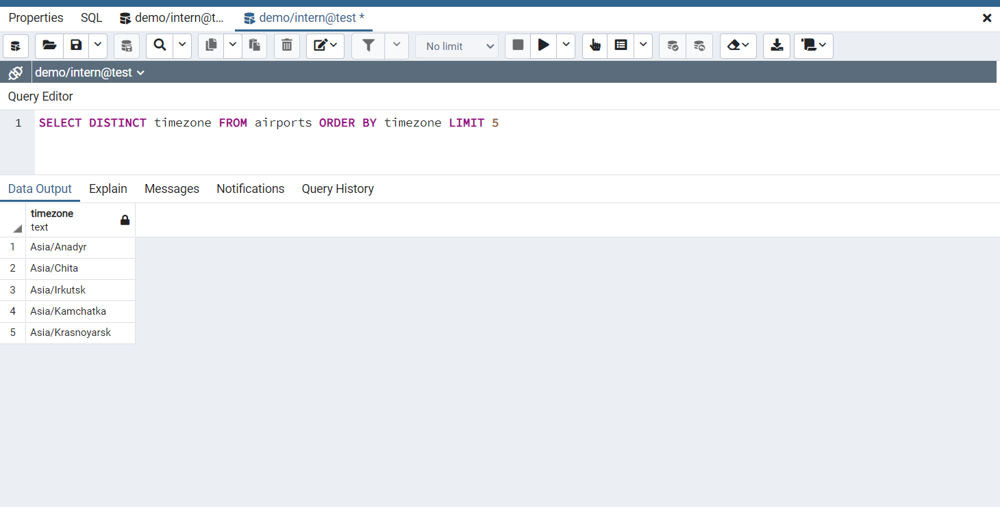 Properties SQL demo/intern@t... demo/intern@test *
No limit
demo/intern@test
Query Editor
1 SELECT DISTINCT timezone FROM airports ORDER BY timezone LIMIT 5
Data Output Explain Messages Notifications Query History
timezone
text
1 Asia/Anadyr
2 Asia/Chita
3 Asia/Irkutsk
4 Asia/Kamchatka
5 Asia/Krasnoyarsk